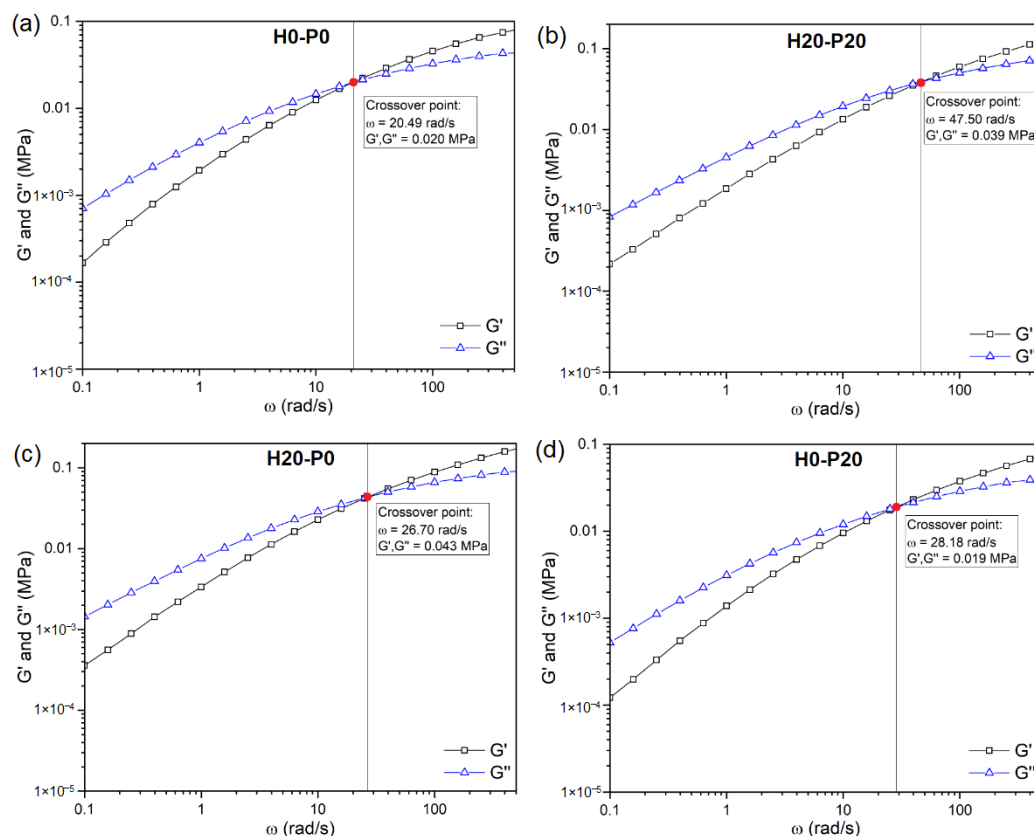 (a)
H0-P0
0.1
0.01
1×10⁻³
1×10⁻⁴
1×10⁻⁵
G' and G'' (MPa)
Crossover point:
ω = 20.49 rad/s
G',G'' = 0.020 MPa
G'
G''
0.1 1 10 100
ω (rad/s)
(b)
H20-P20
0.1
0.01
1×10⁻³
1×10⁻⁴
1×10⁻⁵
G' and G'' (MPa)
Crossover point:
ω = 47.50 rad/s
G',G'' = 0.039 MPa
G'
G''
0.1 1 10 100
ω (rad/s)
(c)
H20-P0
0.1
0.01
1×10⁻³
1×10⁻⁴
1×10⁻⁵
G' and G'' (MPa)
Crossover point:
ω = 26.70 rad/s
G',G'' = 0.043 MPa
G'
G''
0.1 1 10 100
ω (rad/s)
(d)
H0-P20
0.1
0.01
1×10⁻³
1×10⁻⁴
1×10⁻⁵
G' and G'' (MPa)
Crossover point:
ω = 28.18 rad/s
G',G'' = 0.019 MPa
G'
G''
0.1 1 10 100
ω (rad/s)